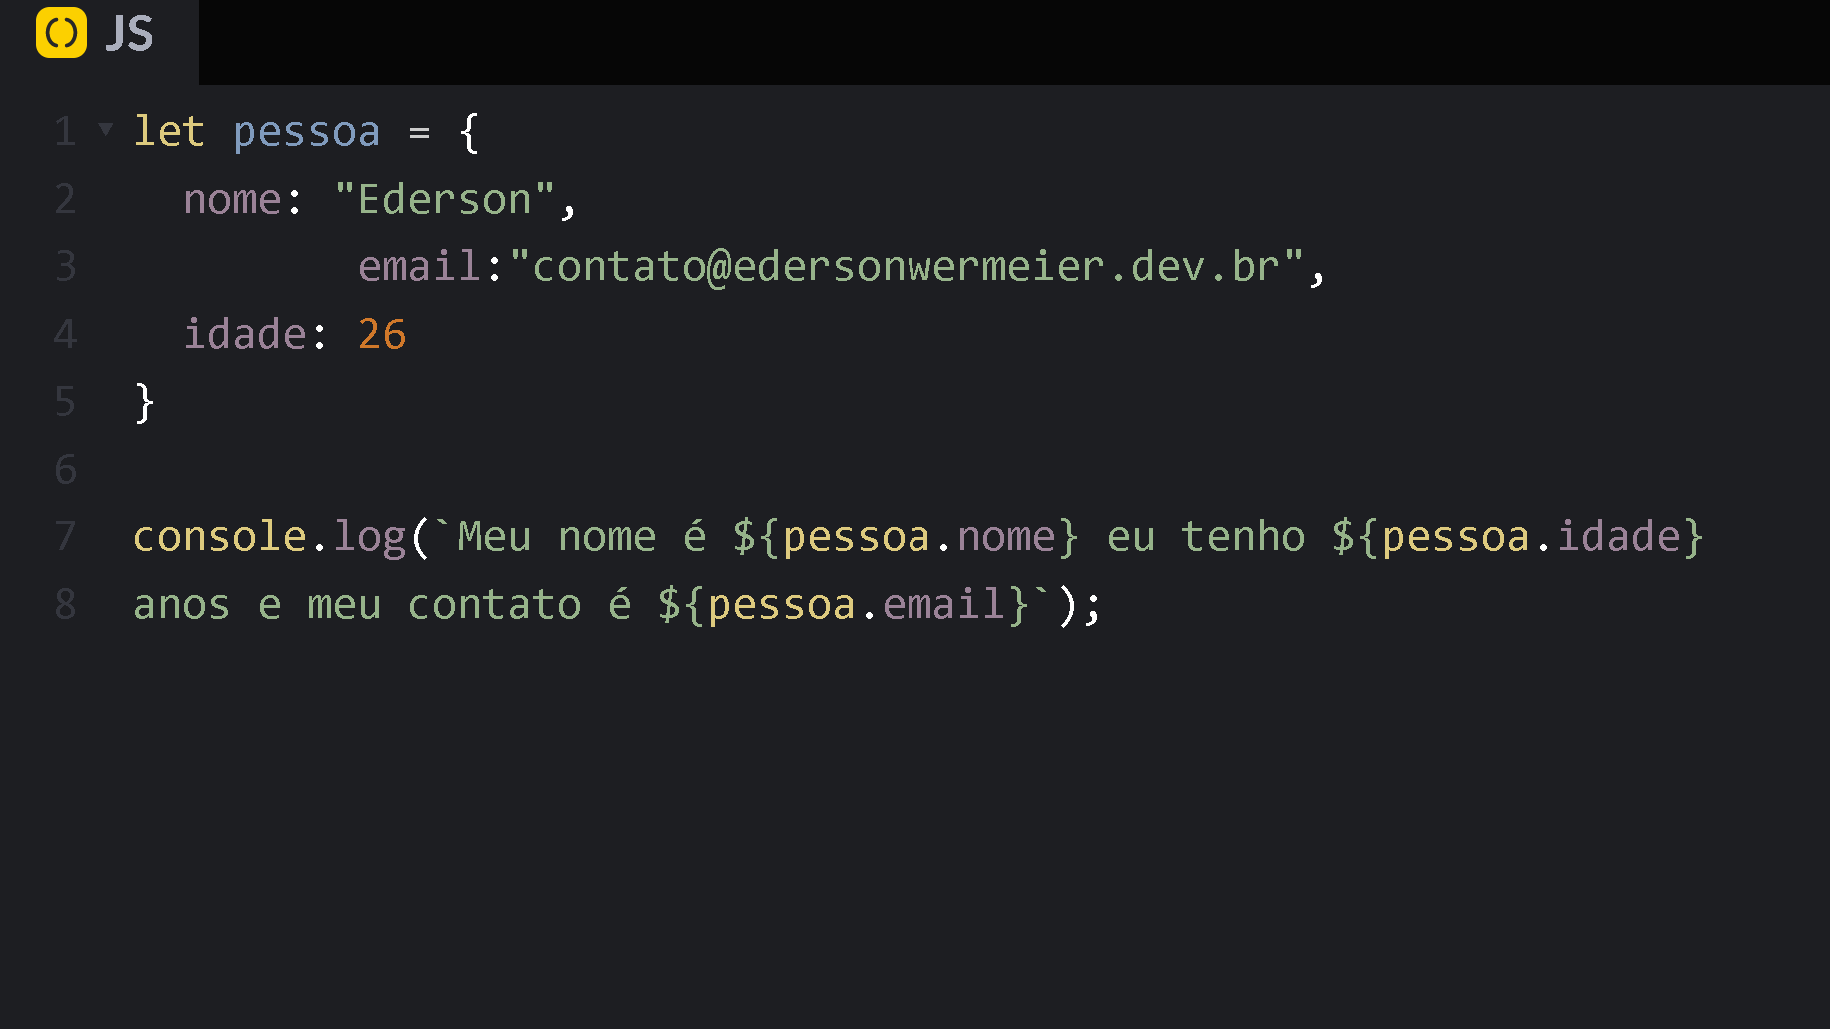 JS
1 let pessoa = {
2 nome: "Ederson",
3 email:"contato@edersonwermeier.dev.br",
4 idade: 26
5 }
6
7 console.log(`Meu nome é ${pessoa.nome} eu tenho ${pessoa.idade}
8 anos e meu contato é ${pessoa.email}`);